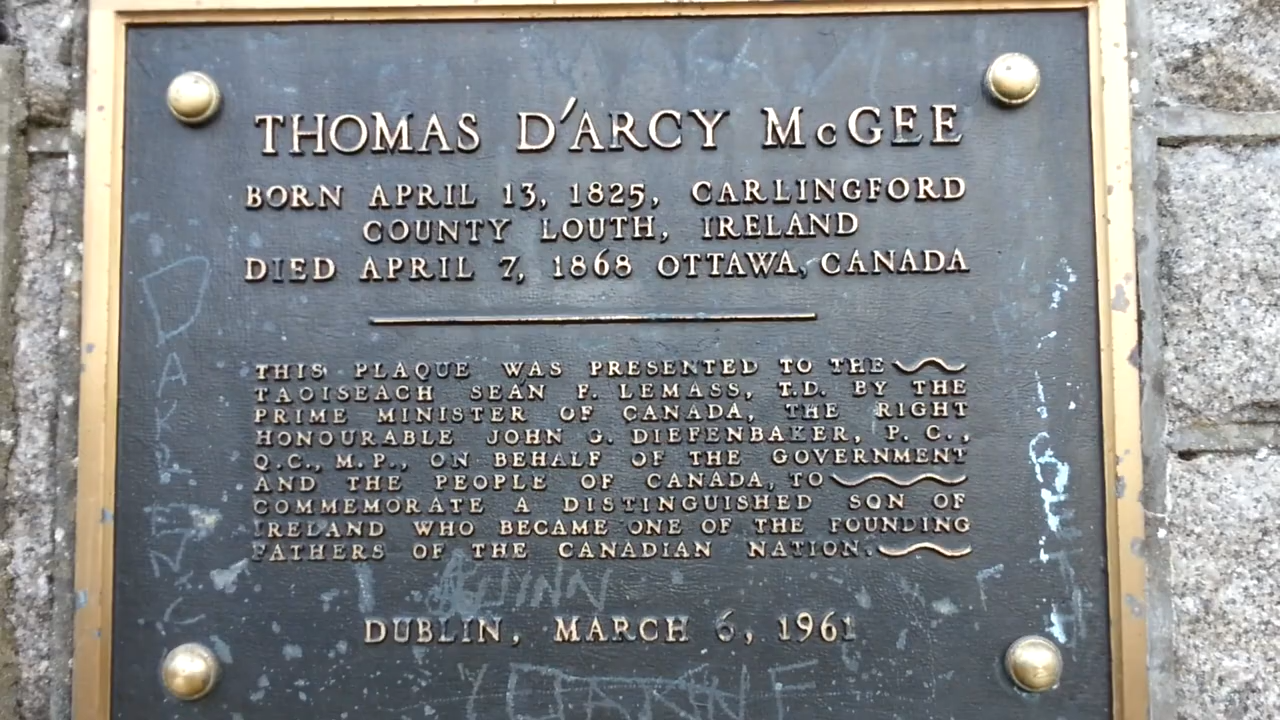 THOMAS D'ARCY McGEE
BORN APRIL 13, 1825, CARLINGFORD
COUNTY LOUTH, IRELAND
DIED APRIL 7, 1868 OTTAWA, CANADA
THIS PLAQUE WAS PRESENTED TO THE
TAOISEACH SEAN F. LEMASS, T.D. BY THE
PRIME MINISTER OF CANADA, THE RIGHT
HONOURABLE JOHN G. DIEFENBAKER, P. C.,
Q.C., M.P., ON BEHALF OF THE GOVERNMENT
AND THE PEOPLE OF CANADA, TO
COMMEMORATE A DISTINGUISHED SON OF
IRELAND WHO BECAME ONE OF THE FOUNDING
FATHERS OF THE CANADIAN NATION.
QUINN
DUBLIN, MARCH 6, 1961